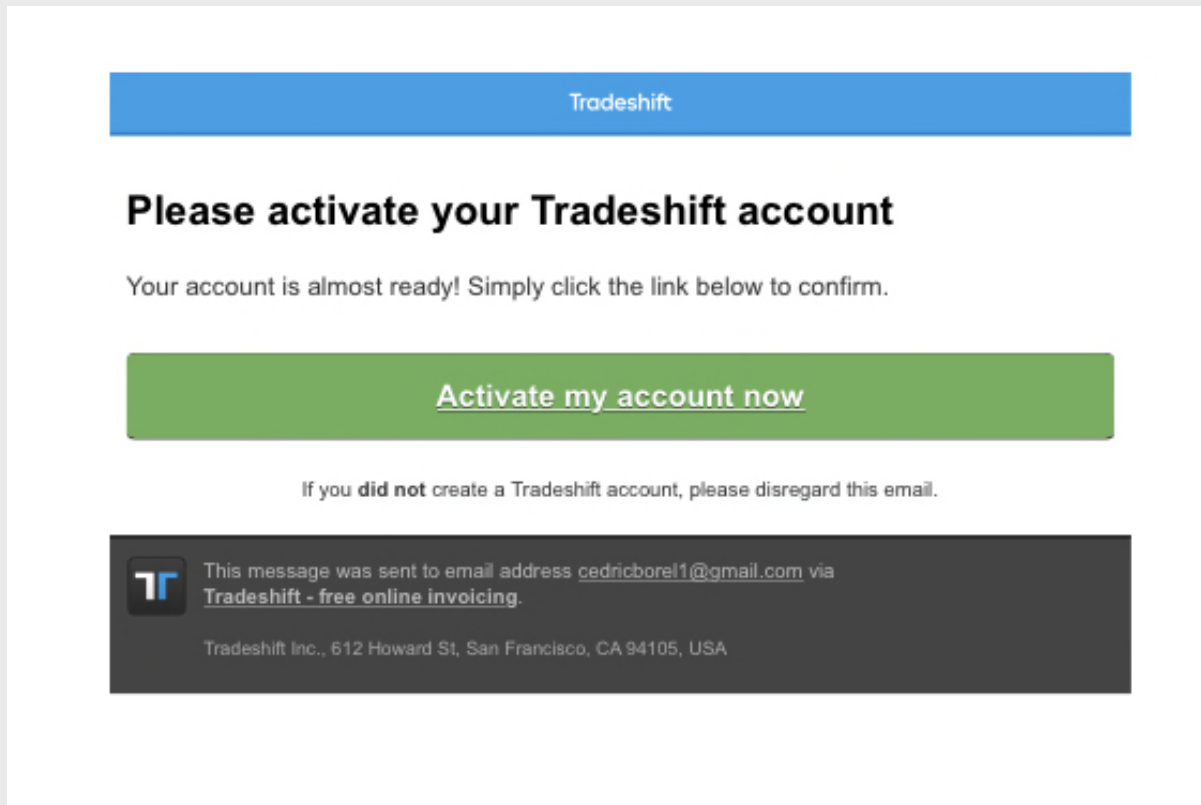 Tradeshift
Please activate your Tradeshift account
Your account is almost ready! Simply click the link below to confirm.
Activate my account now
If you did not create a Tradeshift account, please disregard this email.
This message was sent to email address cedricborel1@gmail.com via
Tradeshift - free online invoicing.
Tradeshift Inc., 612 Howard St, San Francisco, CA 94105, USA